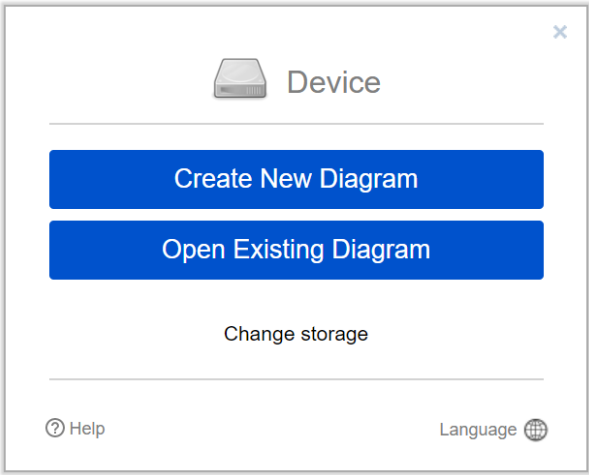 Device
Create New Diagram
Open Existing Diagram
Change storage
Help
Language